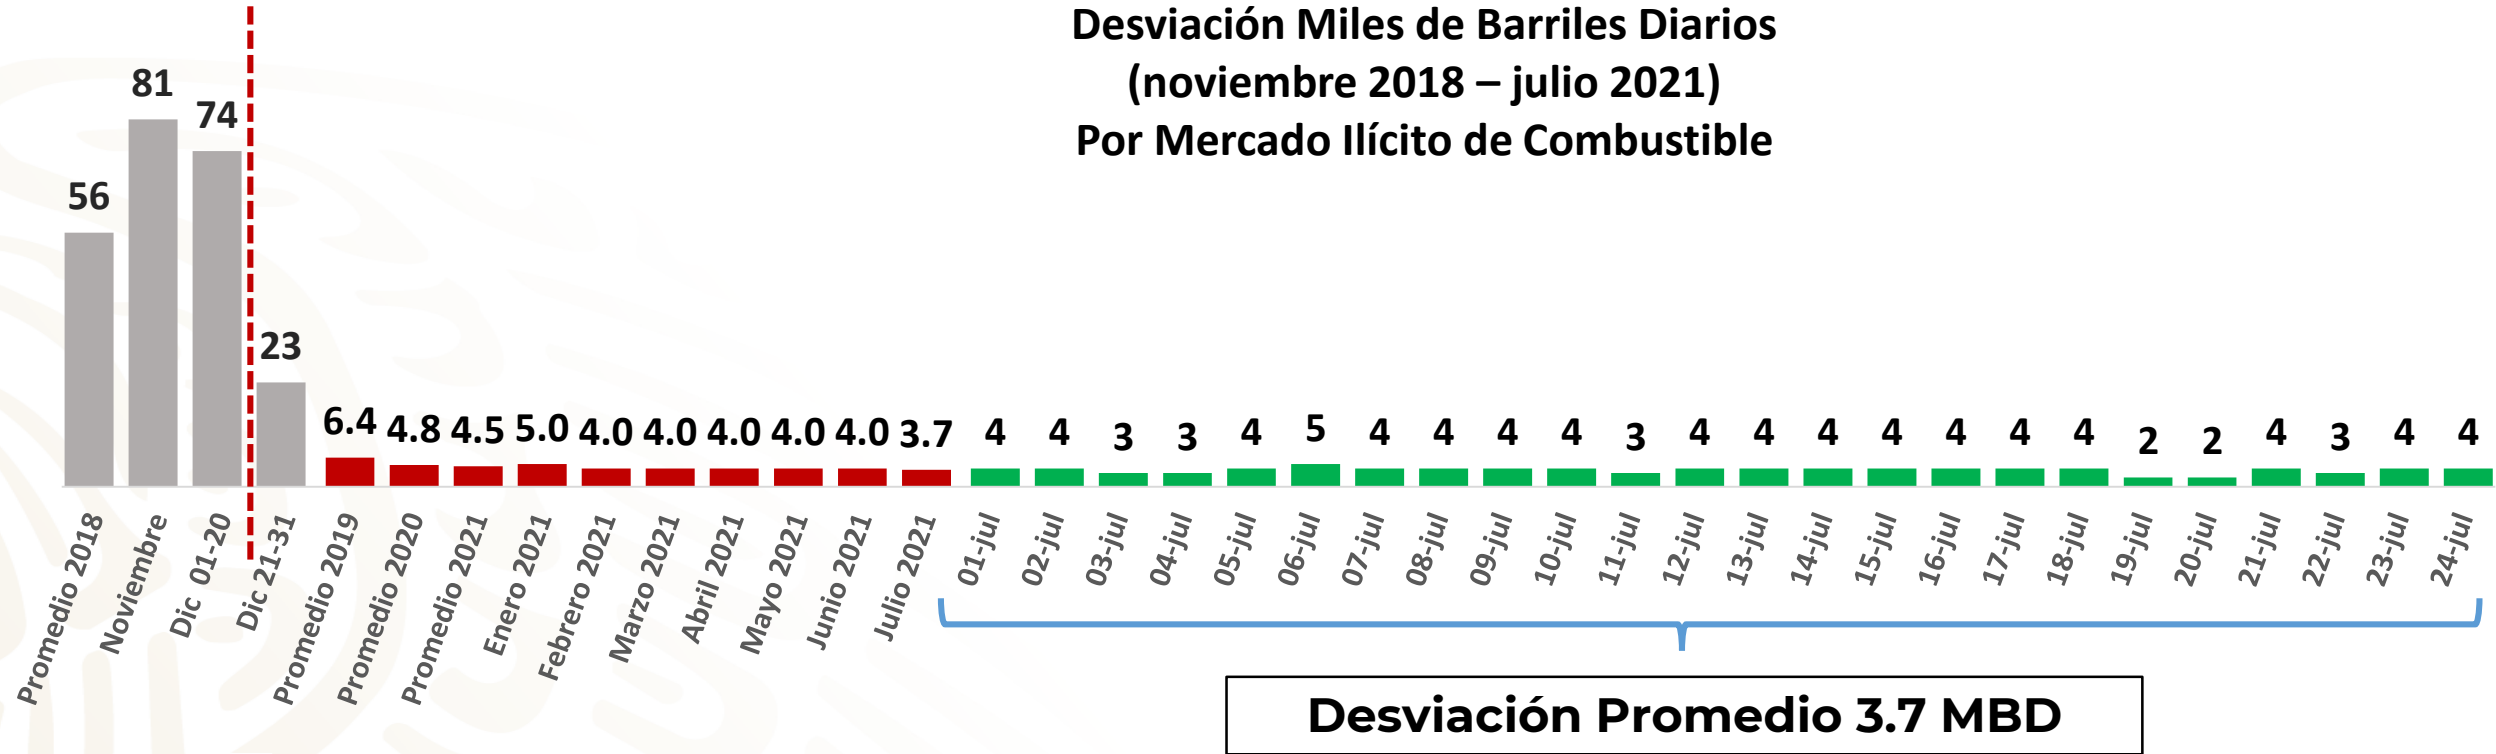 Desviación Miles de Barriles Diarios
(noviembre 2018 – julio 2021)
Por Mercado Ilícito de Combustible
56
81
74
23
6.4
4.8
4.5
5.0
4.0
4.0
4.0
4.0
4.0
3.7
4
4
3
3
4
5
4
4
4
4
3
4
4
4
4
4
4
4
2
2
4
3
4
4
Promedio 2018
Noviembre
Dic 01-20
Dic 21-31
Promedio 2019
Promedio 2020
Promedio 2021
Enero 2021
Febrero 2021
Marzo 2021
Abril 2021
Mayo 2021
Junio 2021
Julio 2021
01-jul
02-jul
03-jul
04-jul
05-jul
06-jul
07-jul
08-jul
09-jul
10-jul
11-jul
12-jul
13-jul
14-jul
15-jul
16-jul
17-jul
18-jul
19-jul
20-jul
21-jul
22-jul
23-jul
24-jul
Desviación Promedio 3.7 MBD